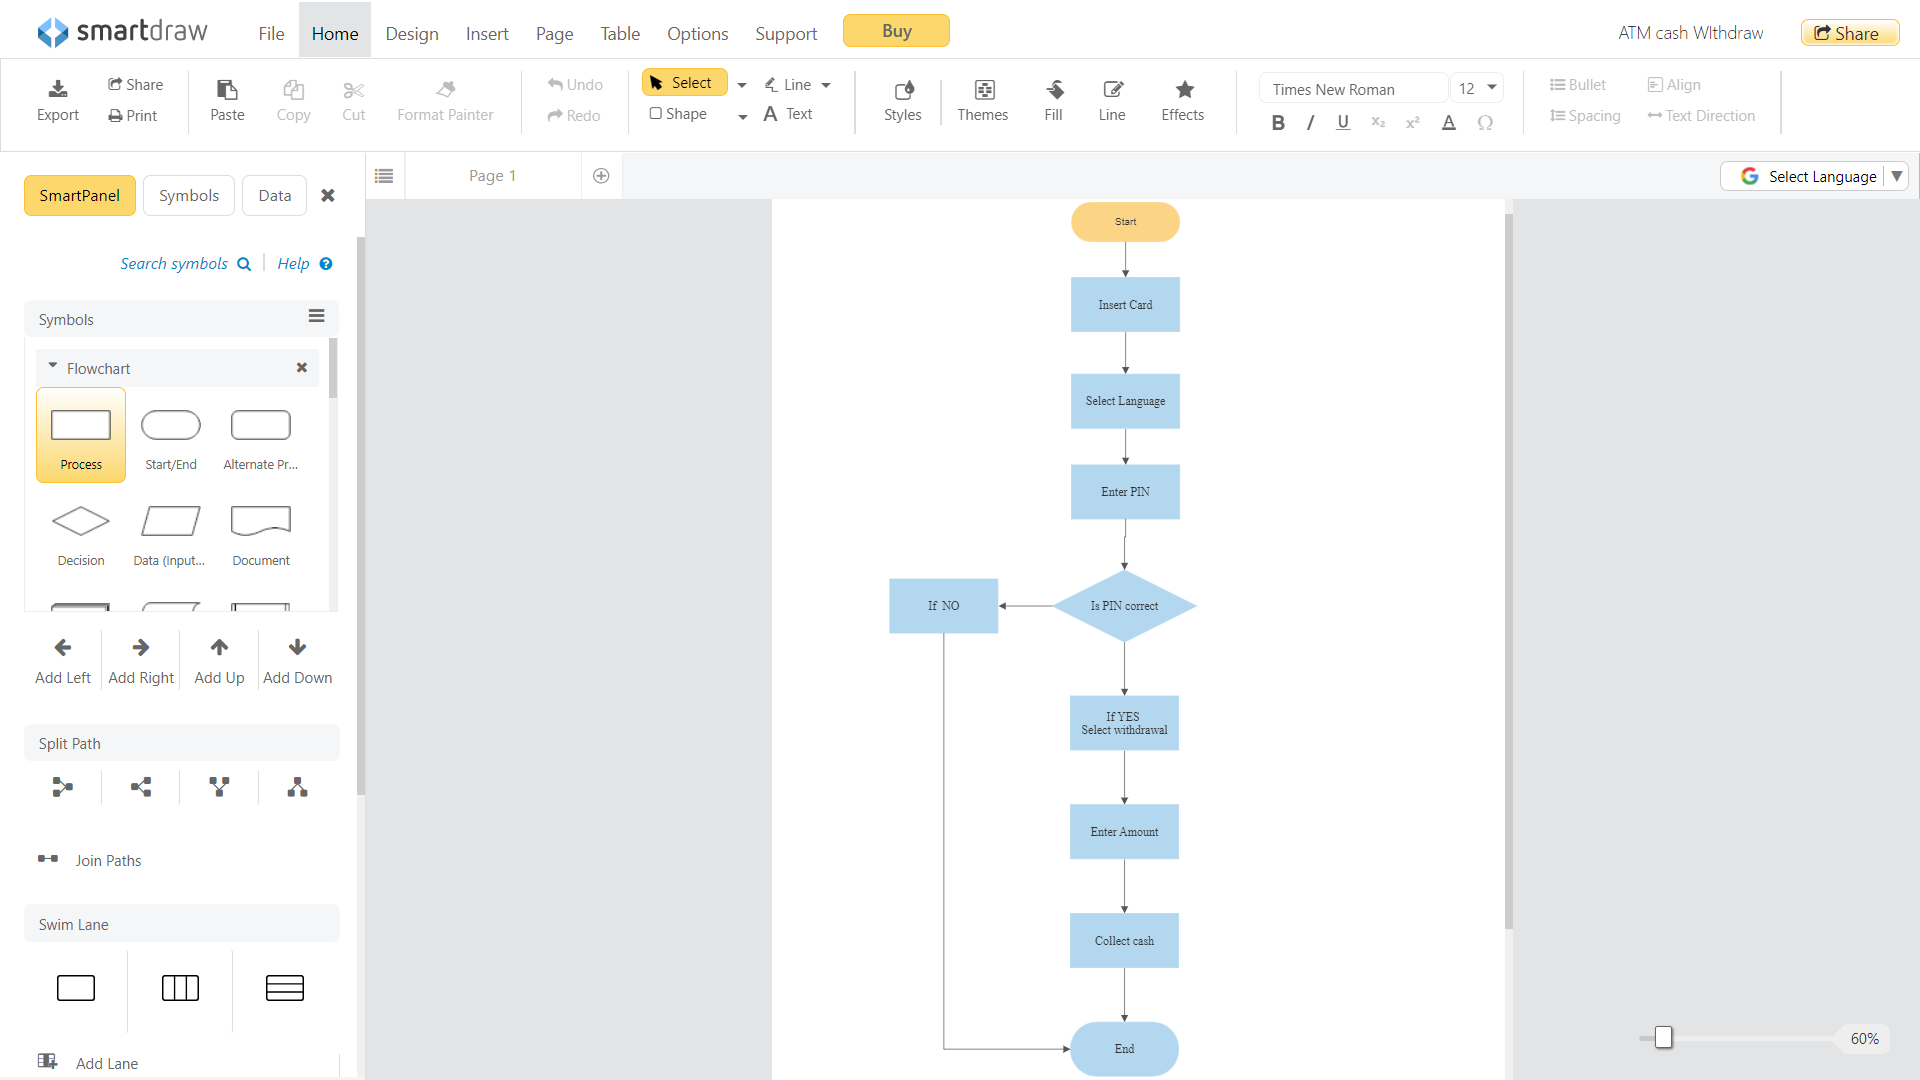 smartdraw
File
Home
Design
Insert
Page
Table
Options
Support
Buy
ATM cash WIthdraw
Share
Export
Share
Print
Paste
Copy
Cut
Format Painter
Undo
Redo
Select
Shape
Line
A Text
Styles
Themes
Fill
Line
Effects
Times New Roman
12
B I U X₂ X² A Ω
Bullet
Spacing
Align
Text Direction
SmartPanel
Symbols
Data
Page 1
Select Language
Search symbols
Help
Symbols
Flowchart
Process
Start/End
Alternate Pr...
Decision
Data (Input...
Document
Add Left
Add Right
Add Up
Add Down
Split Path
Join Paths
Swim Lane
Add Lane
Start
Insert Card
Select Language
Enter PIN
Is PIN correct
If NO
If YES
Select withdrawal
Enter Amount
Collect cash
End
60%